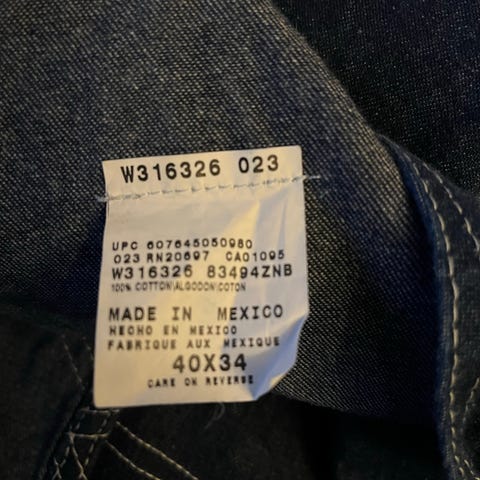 W316326 023
UPC 607645050980
023 RN20697 CA01095
W316326 83494ZNB
100% COTTON\ALGODON\COTON
MADE IN MEXICO
HECHO EN MEXICO
FABRIQUE AUX MEXIQUE
40X34
CARE ON REVERSE